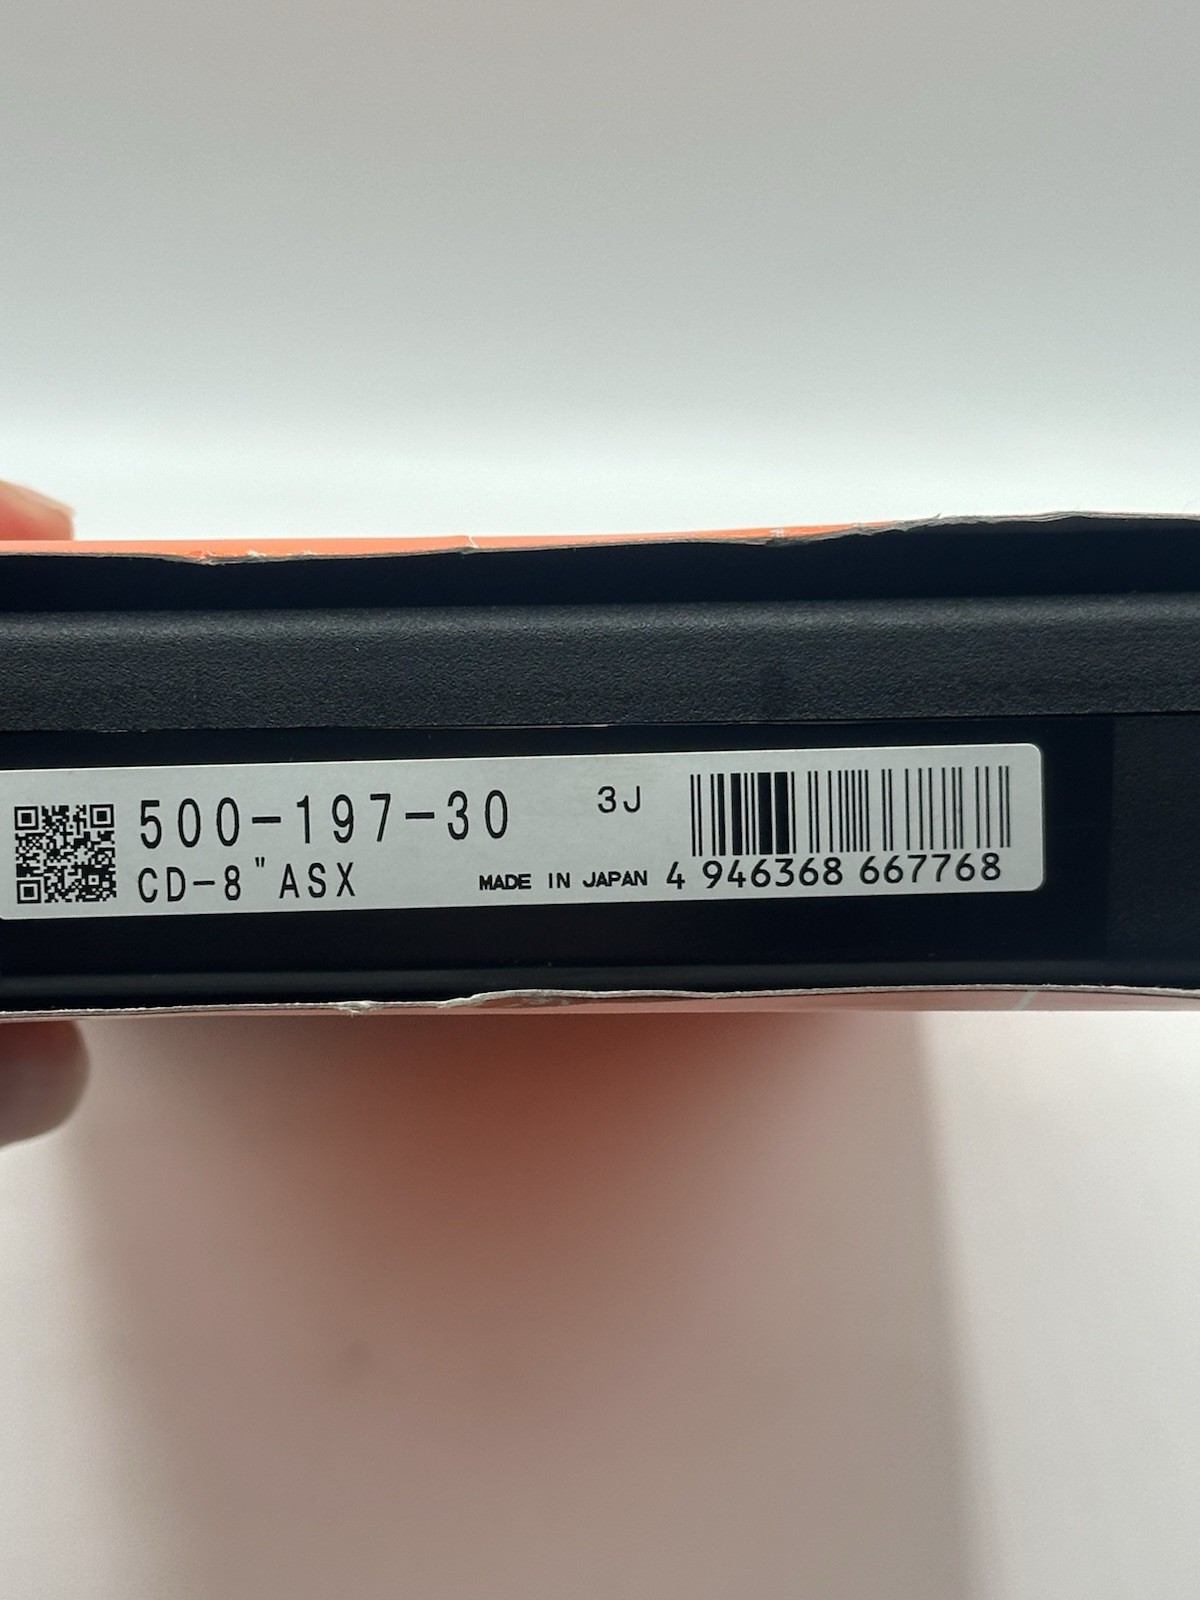 500-197-30
3J
CD-8"ASX
MADE IN JAPAN
4 946368 667768